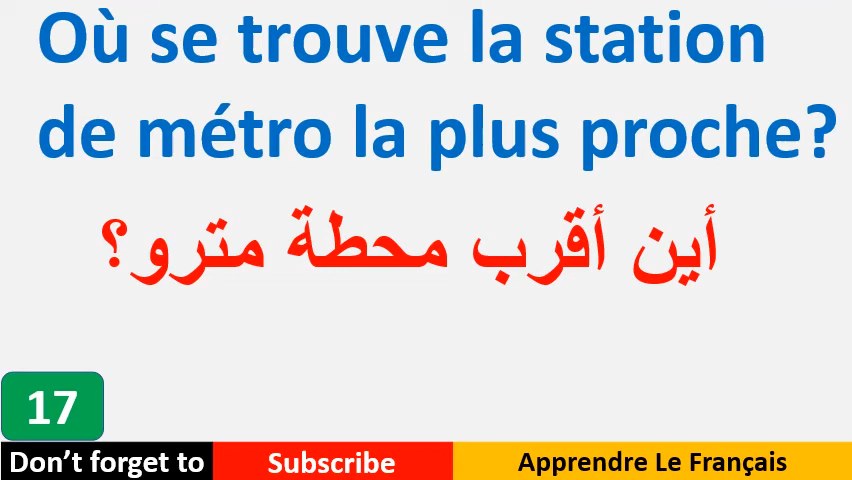 Où se trouve la station
de métro la plus proche?
أين أقرب محطة مترو؟
17
Don’t forget to Subscribe Apprendre Le Français